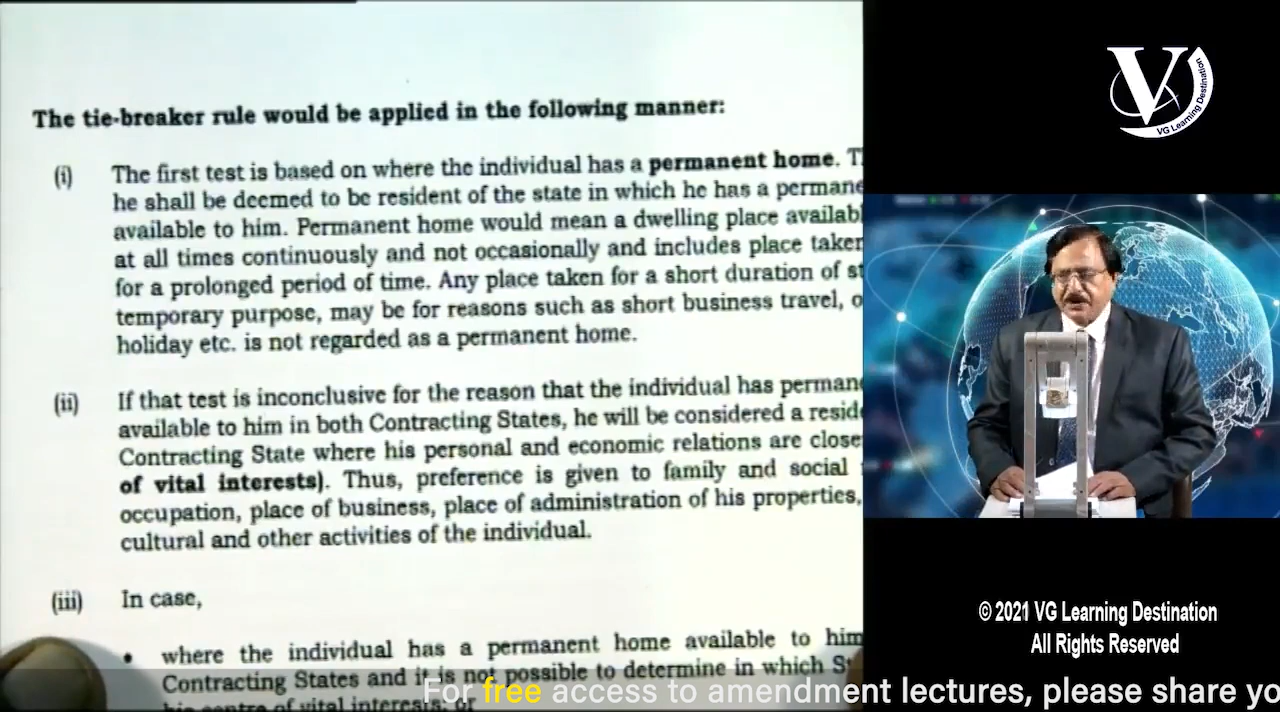 The tie-breaker rule would be applied in the following manner:
(i) The first test is based on where the individual has a permanent home. T
he shall be deemed to be resident of the state in which he has a permane
available to him. Permanent home would mean a dwelling place availabl
at all times continuously and not occasionally and includes place taken
for a prolonged period of time. Any place taken for a short duration of st
temporary purpose, may be for reasons such as short business travel, o
holiday etc. is not regarded as a permanent home.
(ii) If that test is inconclusive for the reason that the individual has permane
available to him in both Contracting States, he will be considered a reside
Contracting State where his personal and economic relations are close
of vital interests). Thus, preference is given to family and social
occupation, place of business, place of administration of his properties,
cultural and other activities of the individual.
(iii) In case,
• where the individual has a permanent home available to him
Contracting States and it is not possible to determine in which St
his centre of vital interests; or
V
VG Learning Destination
© 2021 VG Learning Destination
All Rights Reserved
For free access to amendment lectures, please share yo